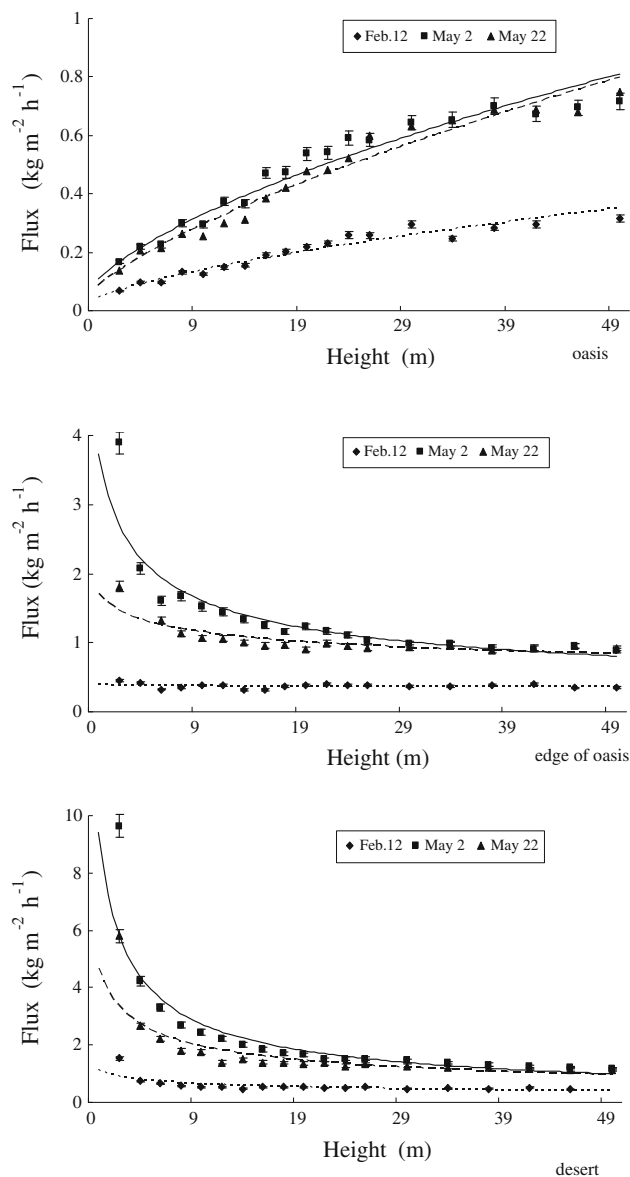 1
0.8
0.6
0.4
0.2
0
Flux (kg m-2 h-1)
Feb.12 May 2 May 22
0 9 19 29 39 49
Height (m)
oasis
4
3
2
1
0
Flux (kg m-2 h-1)
Feb.12 May 2 May 22
0 9 19 29 39 49
Height (m)
edge of oasis
10
8
6
4
2
0
Flux (kg m-2 h-1)
Feb.12 May 2 May 22
0 9 19 29 39 49
Height (m)
desert